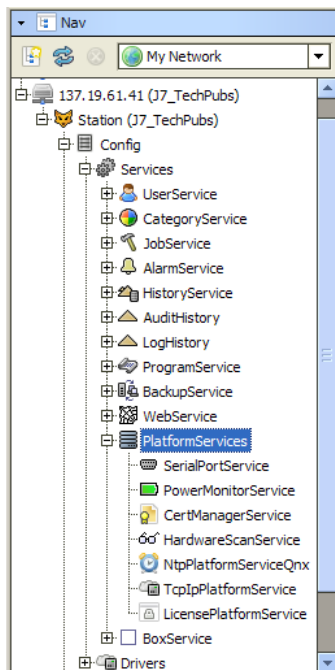 Nav
My Network
137.19.61.41 (J7_TechPubs)
Station (J7_TechPubs)
Config
Services
UserService
CategoryService
JobService
AlarmService
HistoryService
AuditHistory
LogHistory
ProgramService
BackupService
WebService
PlatformServices
SerialPortService
PowerMonitorService
CertManagerService
HardwareScanService
NtpPlatformServiceQnx
TcpIpPlatformService
LicensePlatformService
BoxService
Drivers